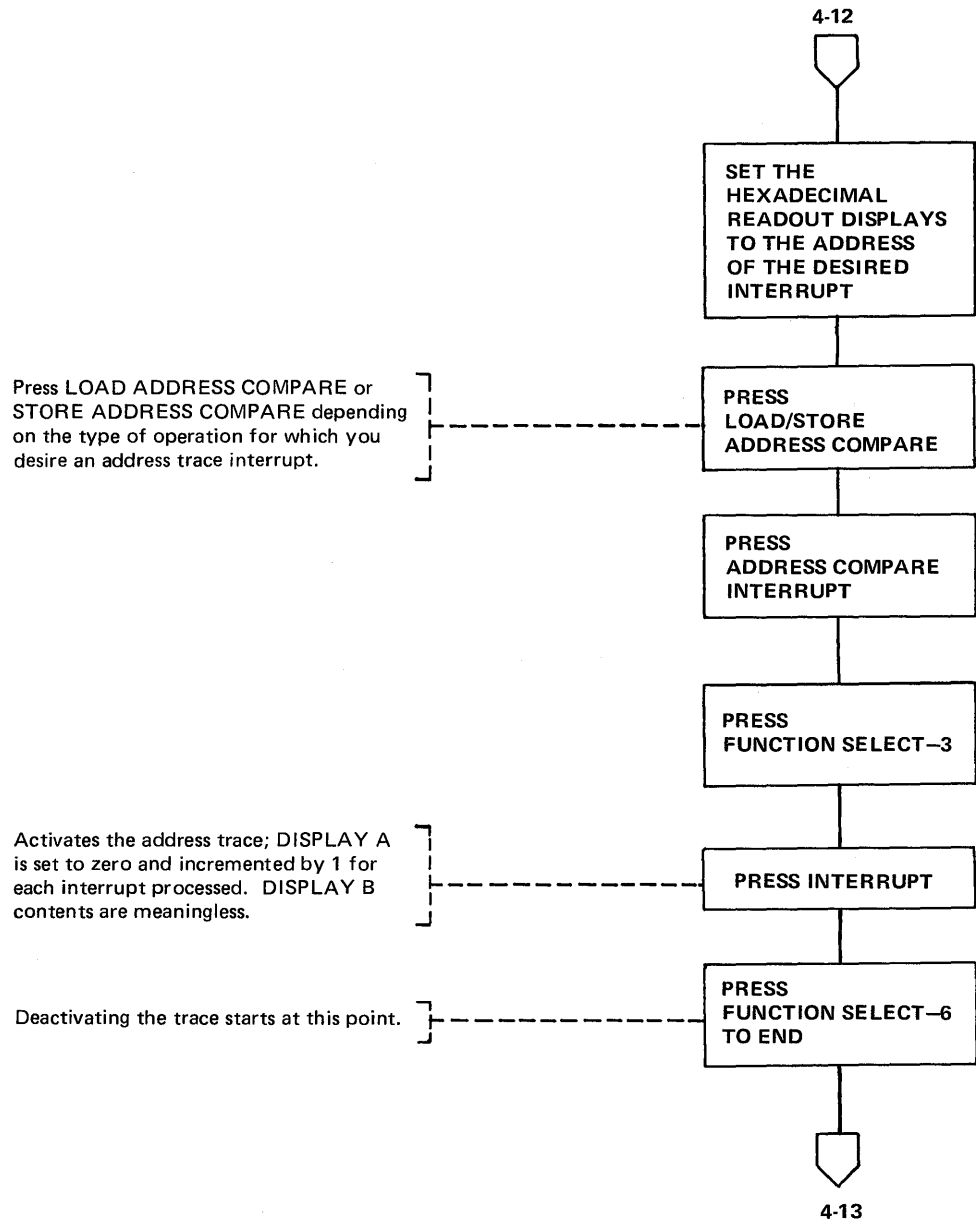 4-12
SET THE
HEXADECIMAL
READOUT DISPLAYS
TO THE ADDRESS
OF THE DESIRED
INTERRUPT
Press LOAD ADDRESS COMPARE or
STORE ADDRESS COMPARE depending
on the type of operation for which you
desire an address trace interrupt.
PRESS
LOAD/STORE
ADDRESS COMPARE
PRESS
ADDRESS COMPARE
INTERRUPT
PRESS
FUNCTION SELECT—3
Activates the address trace; DISPLAY A
is set to zero and incremented by 1 for
each interrupt processed. DISPLAY B
contents are meaningless.
PRESS INTERRUPT
Deactivating the trace starts at this point.
PRESS
FUNCTION SELECT—6
TO END
4-13